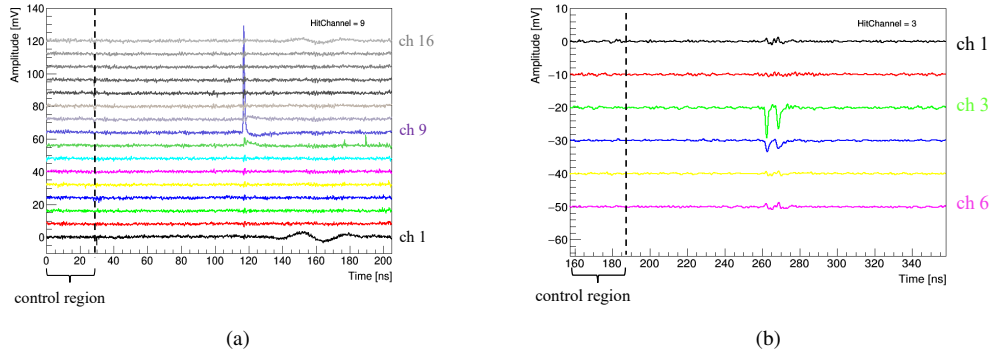 HitChannel = 9
Amplitude [mV]
140
120
100
80
60
40
20
0
ch 16
ch 9
ch 1
0 20 40 60 80 100 120 140 160 180 200
Time [ns]
control region
(a)
HitChannel = 3
Amplitude [mV]
10
0
−10
−20
−30
−40
−50
−60
ch 1
ch 3
ch 6
160 180 200 220 240 260 280 300 320 340
Time [ns]
control region
(b)